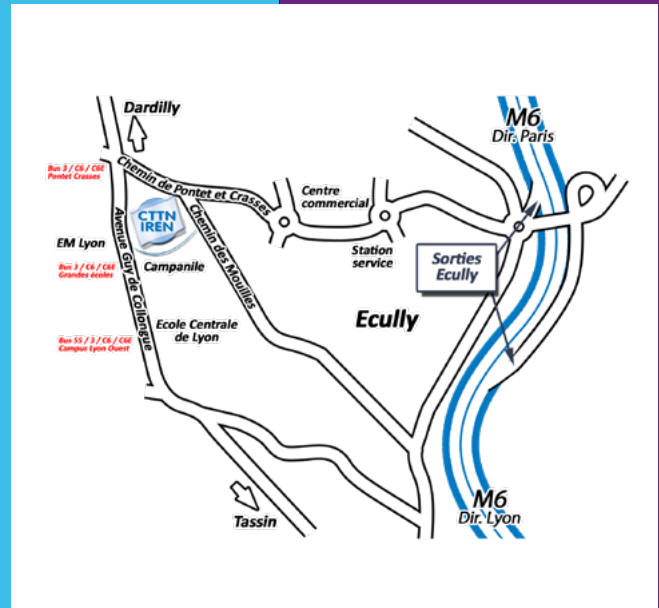 Dardilly
M6
Dir. Paris
Bus 3 / C6 / C6E
Pontet Crasses
Chemin de Pontet et Crasses
Centre
commercial
CTTN
IREN
Chemin des Mouilles
Avenue Guy de Collongue
EM Lyon
Bus 3 / C6 / C6E
Grandes écoles
Campanile
Station
service
Sorties
Ecully
Ecully
Ecole Centrale
de Lyon
Bus 55 / 3 / C6 / C6E
Campus Lyon Ouest
M6
Dir. Lyon
Tassin